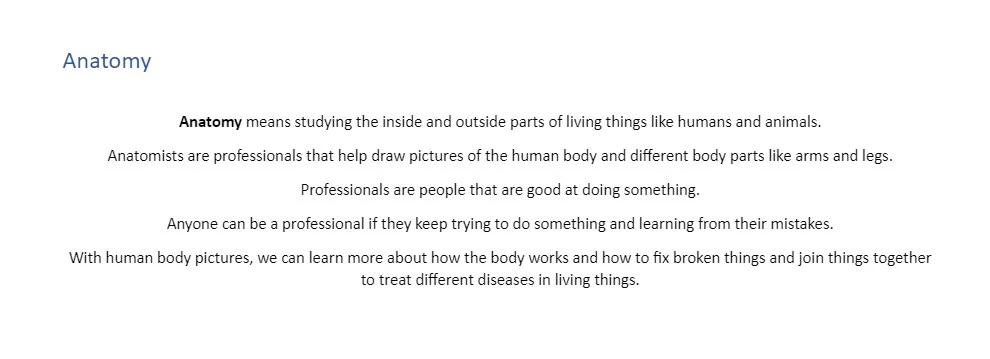 Anatomy
Anatomy means studying the inside and outside parts of living things like humans and animals.
Anatomists are professionals that help draw pictures of the human body and different body parts like arms and legs.
Professionals are people that are good at doing something.
Anyone can be a professional if they keep trying to do something and learning from their mistakes.
With human body pictures, we can learn more about how the body works and how to fix broken things and join things together
to treat different diseases in living things.